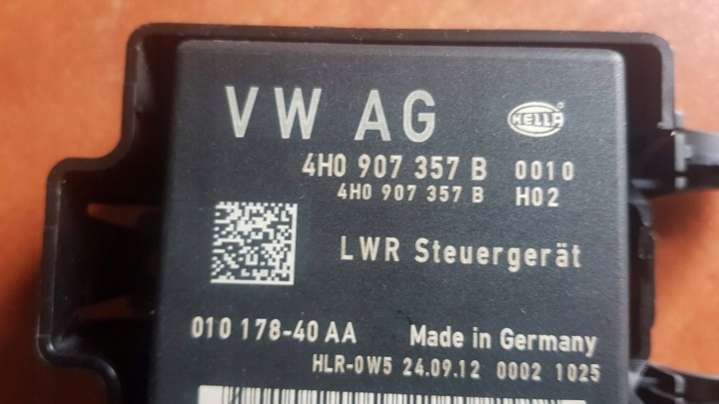 VW AG HELLA
4H0 907 357 B 0010
4H0 907 357 B H02
LWR Steuergerät
010 178-40 AA Made in Germany
HLR-0W5 24.09.12 0002 1025